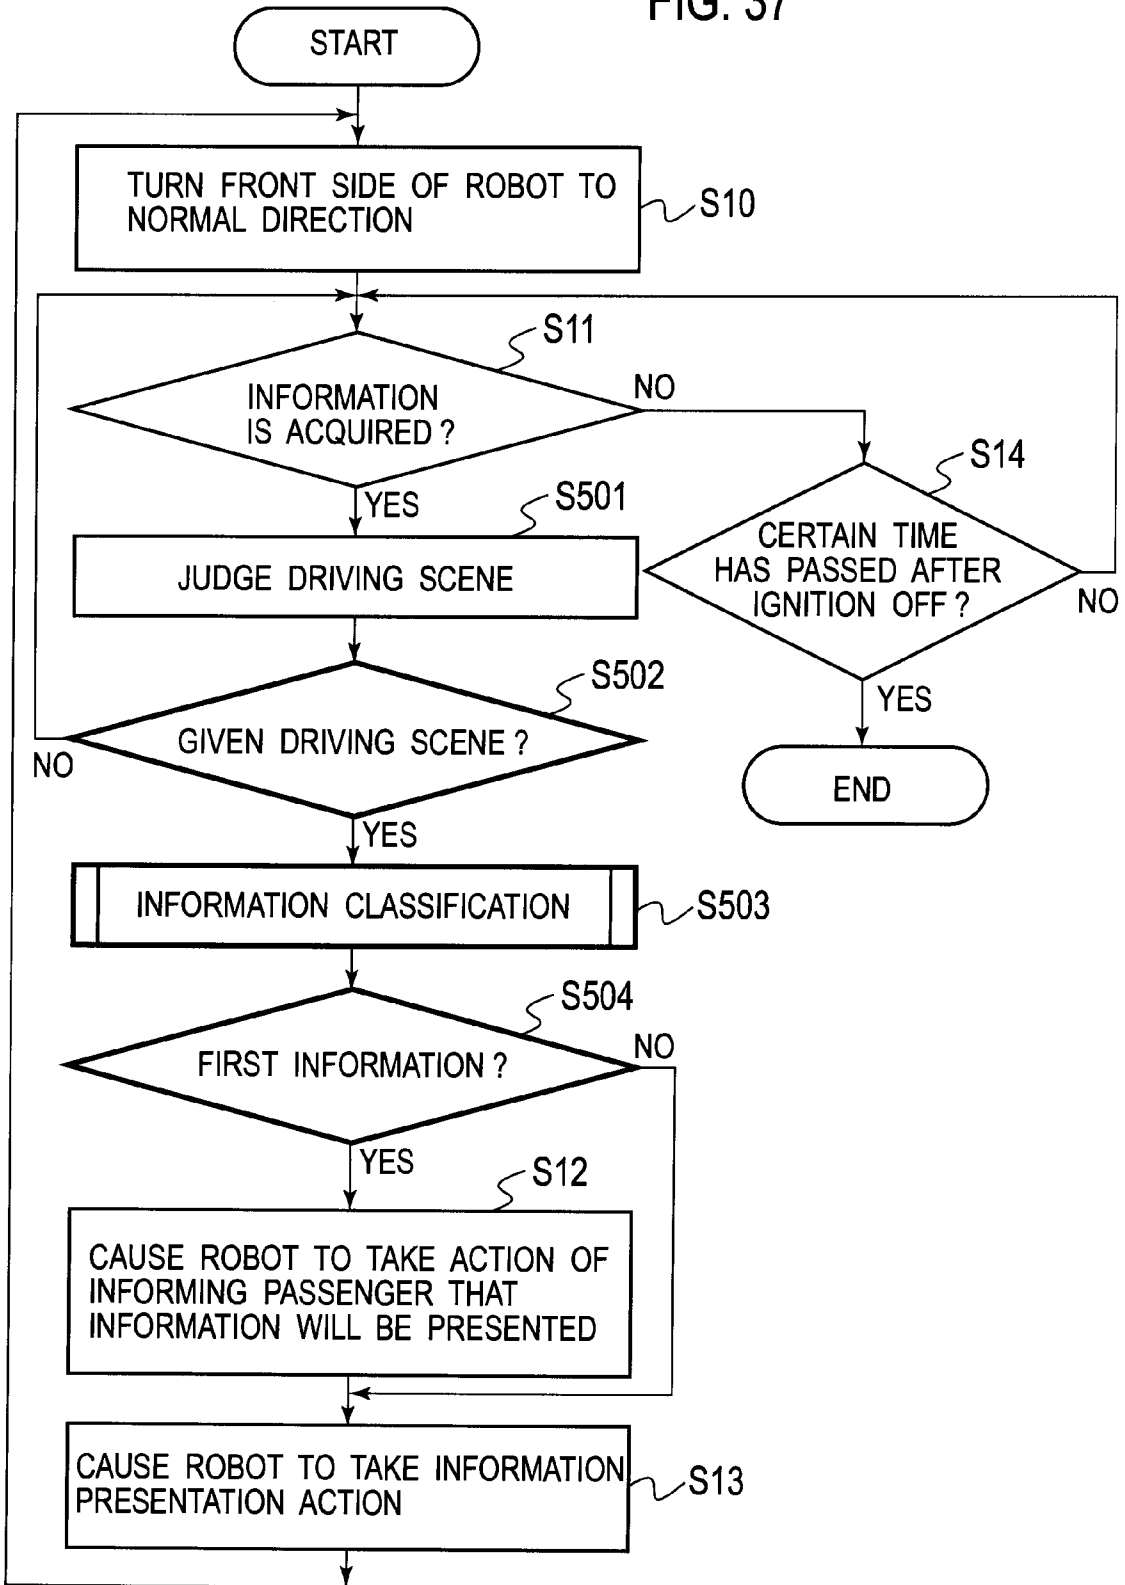 FIG. 37
START
TURN FRONT SIDE OF ROBOT TO
NORMAL DIRECTION
S10
S11
INFORMATION
IS ACQUIRED?
NO
YES
S14
CERTAIN TIME
HAS PASSED AFTER
IGNITION OFF?
NO
YES
END
S501
JUDGE DRIVING SCENE
S502
GIVEN DRIVING SCENE?
NO
YES
INFORMATION CLASSIFICATION
S503
S504
FIRST INFORMATION?
NO
YES
S12
CAUSE ROBOT TO TAKE ACTION OF
INFORMING PASSENGER THAT
INFORMATION WILL BE PRESENTED
CAUSE ROBOT TO TAKE INFORMATION
PRESENTATION ACTION
S13